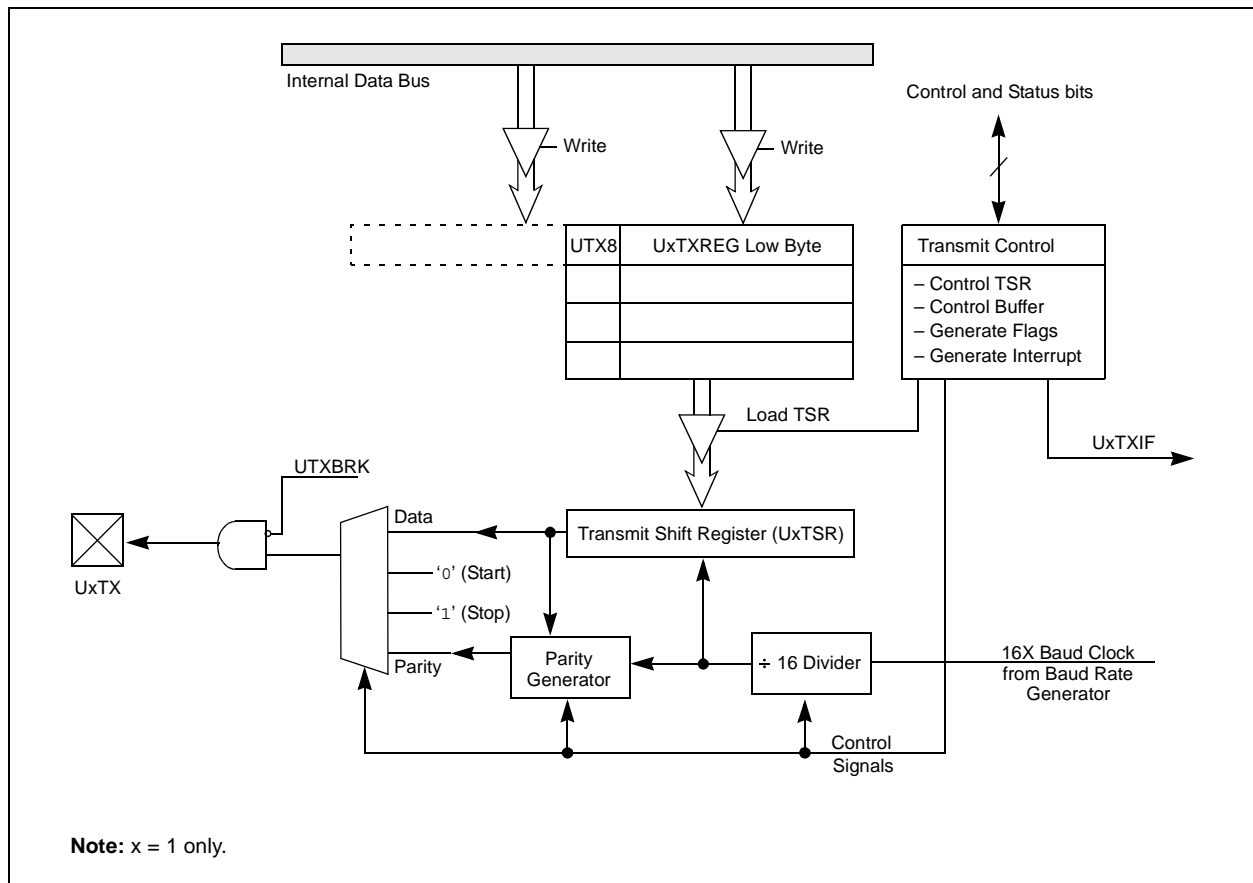 Internal Data Bus
Control and Status bits
Write
Write
UTX8
UxTXREG Low Byte
Transmit Control
– Control TSR
– Control Buffer
– Generate Flags
– Generate Interrupt
Load TSR
UxTXIF
UTXBRK
Data
Transmit Shift Register (UxTSR)
UxTX
‘0’ (Start)
‘1’ (Stop)
Parity
Parity
Generator
÷ 16 Divider
16X Baud Clock
from Baud Rate
Generator
Control
Signals
Note: x = 1 only.